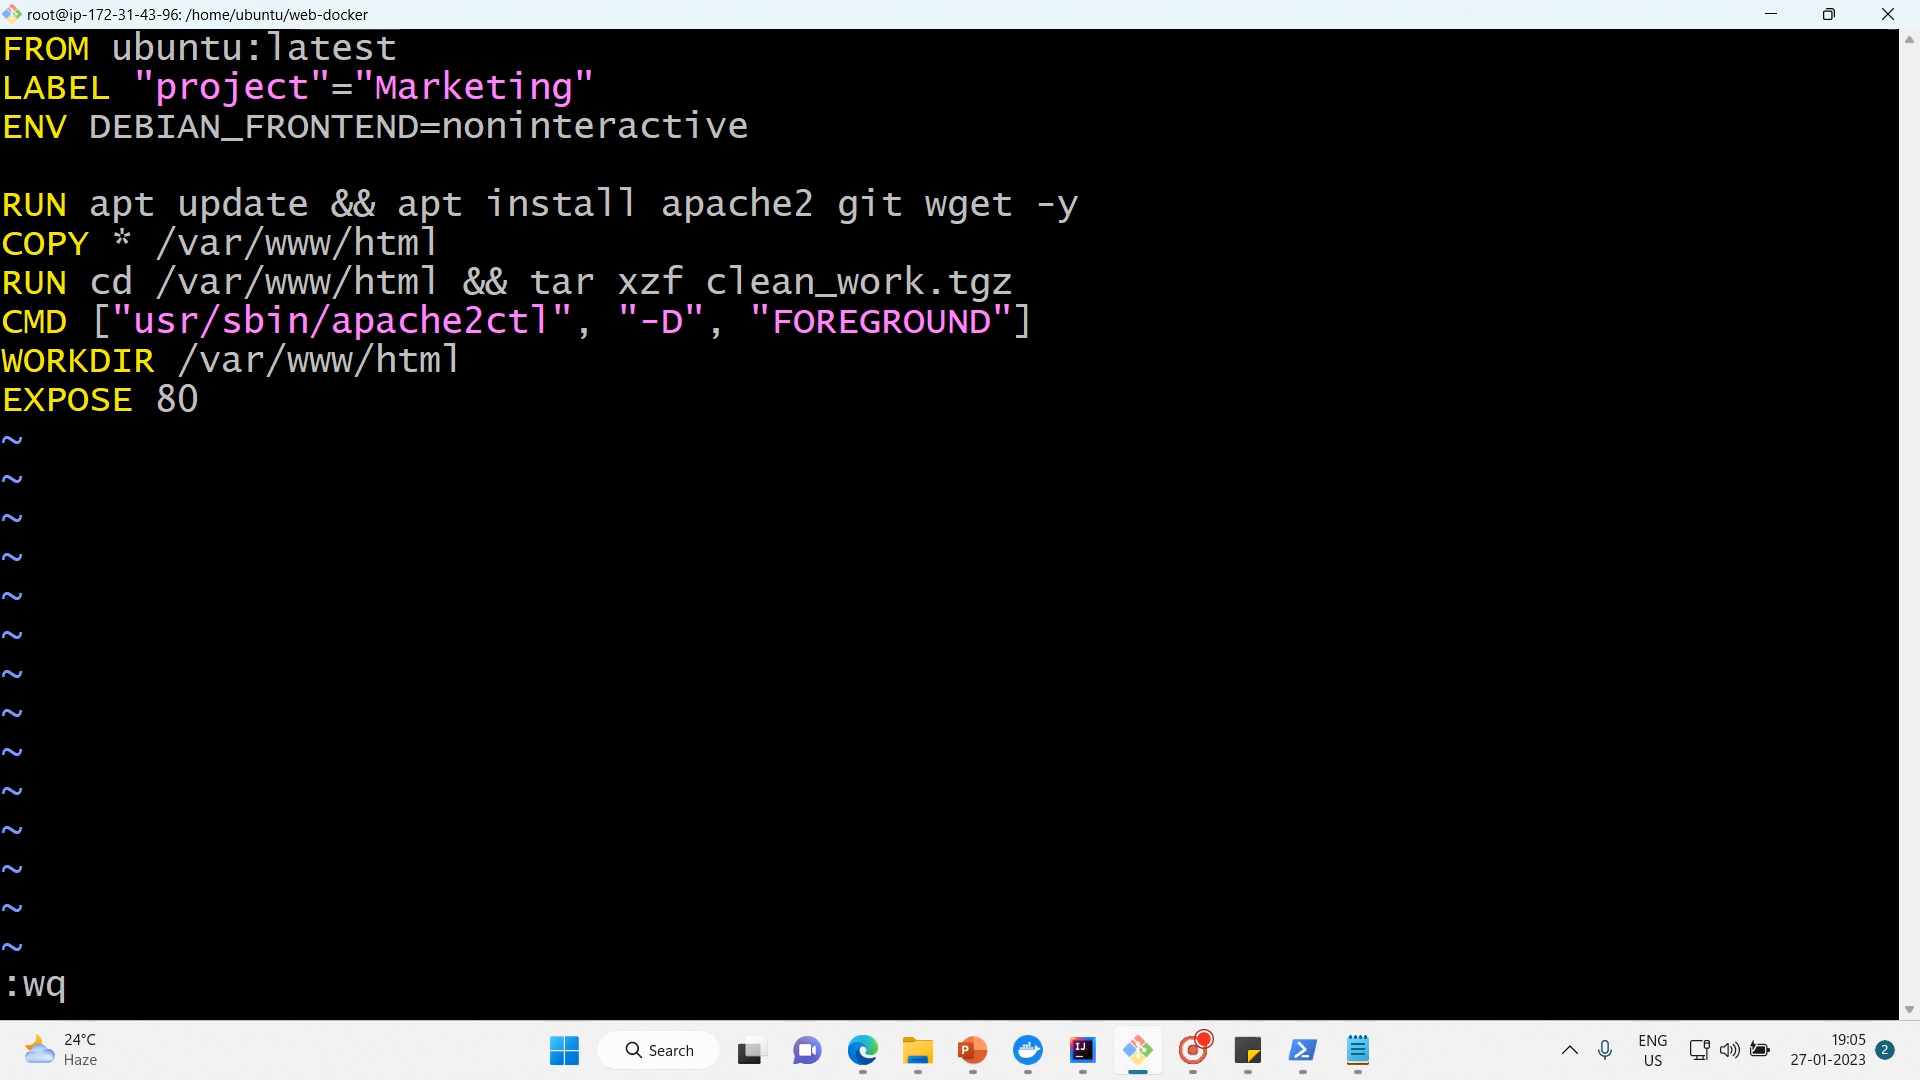 root@ip-172-31-43-96: /home/ubuntu/web-docker
FROM ubuntu:latest
LABEL "project"="Marketing"
ENV DEBIAN_FRONTEND=noninteractive
RUN apt update && apt install apache2 git wget -y
COPY * /var/www/html
RUN cd /var/www/html && tar xzf clean_work.tgz
CMD ["usr/sbin/apache2ctl", "-D", "FOREGROUND"]
WORKDIR /var/www/html
EXPOSE 80
~
~
~
~
~
~
~
~
~
~
~
~
~
~
:wq
24°C
Haze
Search
P
IJ
ENG
US
19:05
27-01-2023
2